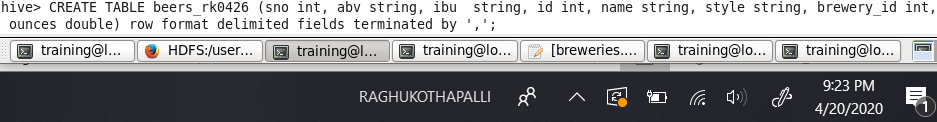 hive> CREATE TABLE beers_rk0426 (sno int, abv string, ibu  string, id int, name string, style string, brewery_id int,
 ounces double) row format delimited fields terminated by ',';
training@l... HDFS:/user... training@l... training@lo... [breweries.... training@lo... training@lo...
RAGHUKOTHAPALLI 9:23 PM
4/20/2020 1